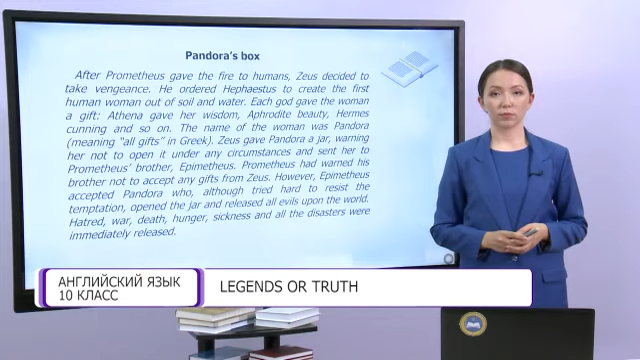 Pandora's box
After Prometheus gave the fire to humans, Zeus decided to
take vengeance. He ordered Hephaestus to create the first
human woman out of soil and water. Each god gave the woman
a gift: Athena gave her wisdom, Aphrodite beauty, Hermes
cunning and so on. The name of the woman was Pandora
(meaning "all gifts" in Greek). Zeus gave Pandora a jar, warning
her not to open it under any circumstances and sent her to
Prometheus' brother, Epimetheus. Prometheus had warned his
brother not to accept any gifts from Zeus. However, Epimetheus
accepted Pandora who, although tried hard to resist the
temptation, opened the jar and released all evils upon the world.
Hatred, war, death, hunger, sickness and all the disasters were
immediately released.
АНГЛИЙСКИЙ ЯЗЫК
10 КЛАСС
LEGENDS OR TRUTH